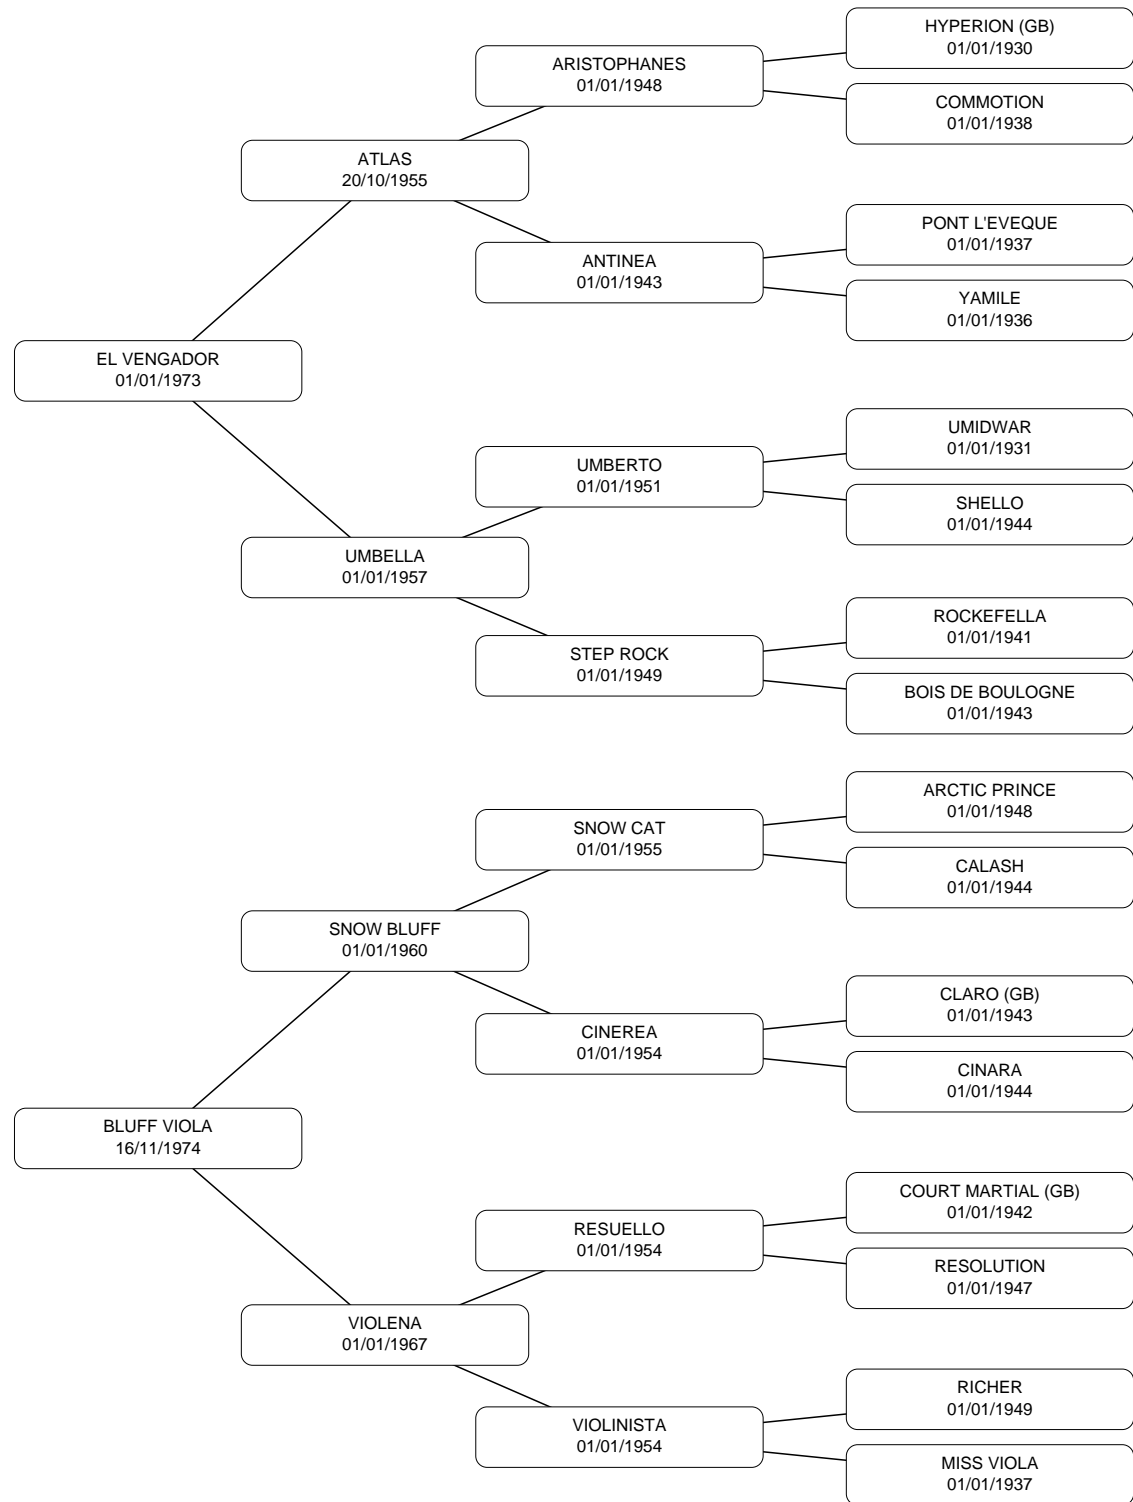 HYPERION (GB)
01/01/1930
ARISTOPHANES
01/01/1948
COMMOTION
01/01/1938
ATLAS
20/10/1955
PONT L'EVEQUE
01/01/1937
ANTINEA
01/01/1943
YAMILE
01/01/1936
EL VENGADOR
01/01/1973
UMIDWAR
01/01/1931
UMBERTO
01/01/1951
SHELLO
01/01/1944
UMBELLA
01/01/1957
ROCKEFELLA
01/01/1941
STEP ROCK
01/01/1949
BOIS DE BOULOGNE
01/01/1943
ARCTIC PRINCE
01/01/1948
SNOW CAT
01/01/1955
CALASH
01/01/1944
SNOW BLUFF
01/01/1960
CLARO (GB)
01/01/1943
CINEREA
01/01/1954
CINARA
01/01/1944
BLUFF VIOLA
16/11/1974
COURT MARTIAL (GB)
01/01/1942
RESUELLO
01/01/1954
RESOLUTION
01/01/1947
VIOLENA
01/01/1967
RICHER
01/01/1949
VIOLINISTA
01/01/1954
MISS VIOLA
01/01/1937